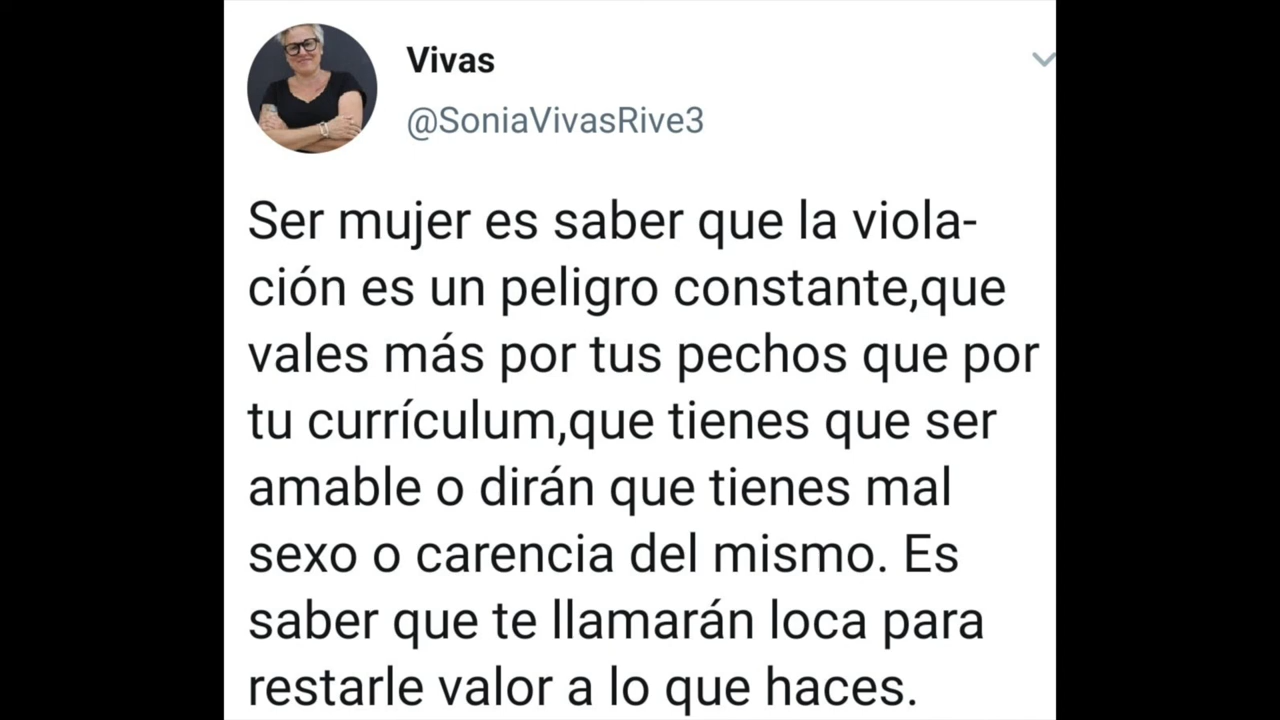 Vivas
@SoniaVivasRive3
Ser mujer es saber que la viola-
ción es un peligro constante,que
vales más por tus pechos que por
tu currículum,que tienes que ser
amable o dirán que tienes mal
sexo o carencia del mismo. Es
saber que te llamarán loca para
restarle valor a lo que haces.